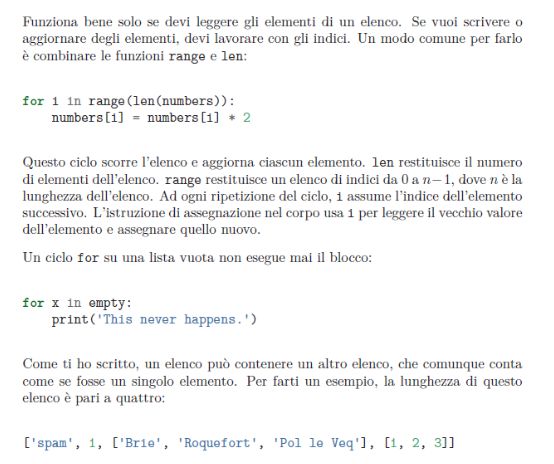 Funziona bene solo se devi leggere gli elementi di un elenco. Se vuoi scrivere o
aggiornare degli elementi, devi lavorare con gli indici. Un modo comune per farlo
è combinare le funzioni range e len:
for i in range(len(numbers)):
    numbers[i] = numbers[i] * 2
Questo ciclo scorre l'elenco e aggiorna ciascun elemento. len restituisce il numero
di elementi dell'elenco. range restituisce un elenco di indici da 0 a n−1, dove n è la
lunghezza dell'elenco. Ad ogni ripetizione del ciclo, i assume l'indice dell'elemento
successivo. L'istruzione di assegnazione nel corpo usa i per leggere il vecchio valore
dell'elemento e assegnare quello nuovo.
Un ciclo for su una lista vuota non esegue mai il blocco:
for x in empty:
    print('This never happens.')
Come ti ho scritto, un elenco può contenere un altro elenco, che comunque conta
come se fosse un singolo elemento. Per farti un esempio, la lunghezza di questo
elenco è pari a quattro:
['spam', 1, ['Brie', 'Roquefort', 'Pol le Veq'], [1, 2, 3]]